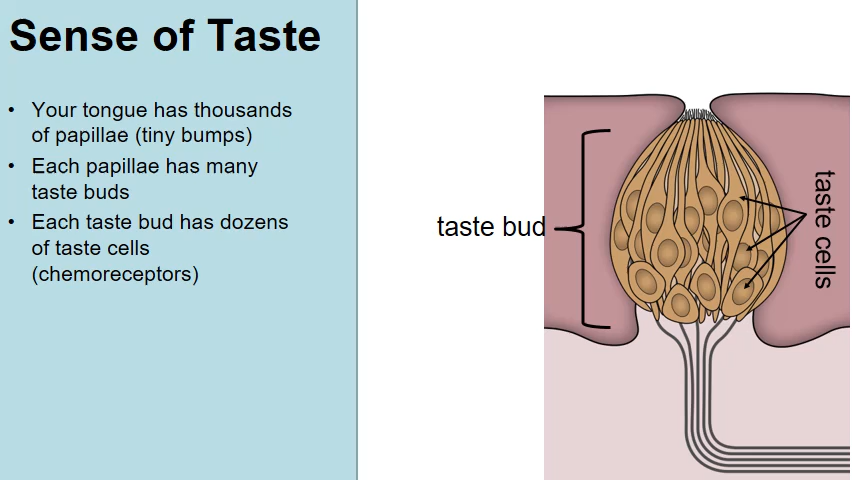 Sense of Taste
• Your tongue has thousands
of papillae (tiny bumps)
• Each papillae has many
taste buds
• Each taste bud has dozens
of taste cells
(chemoreceptors)
taste bud
taste cells